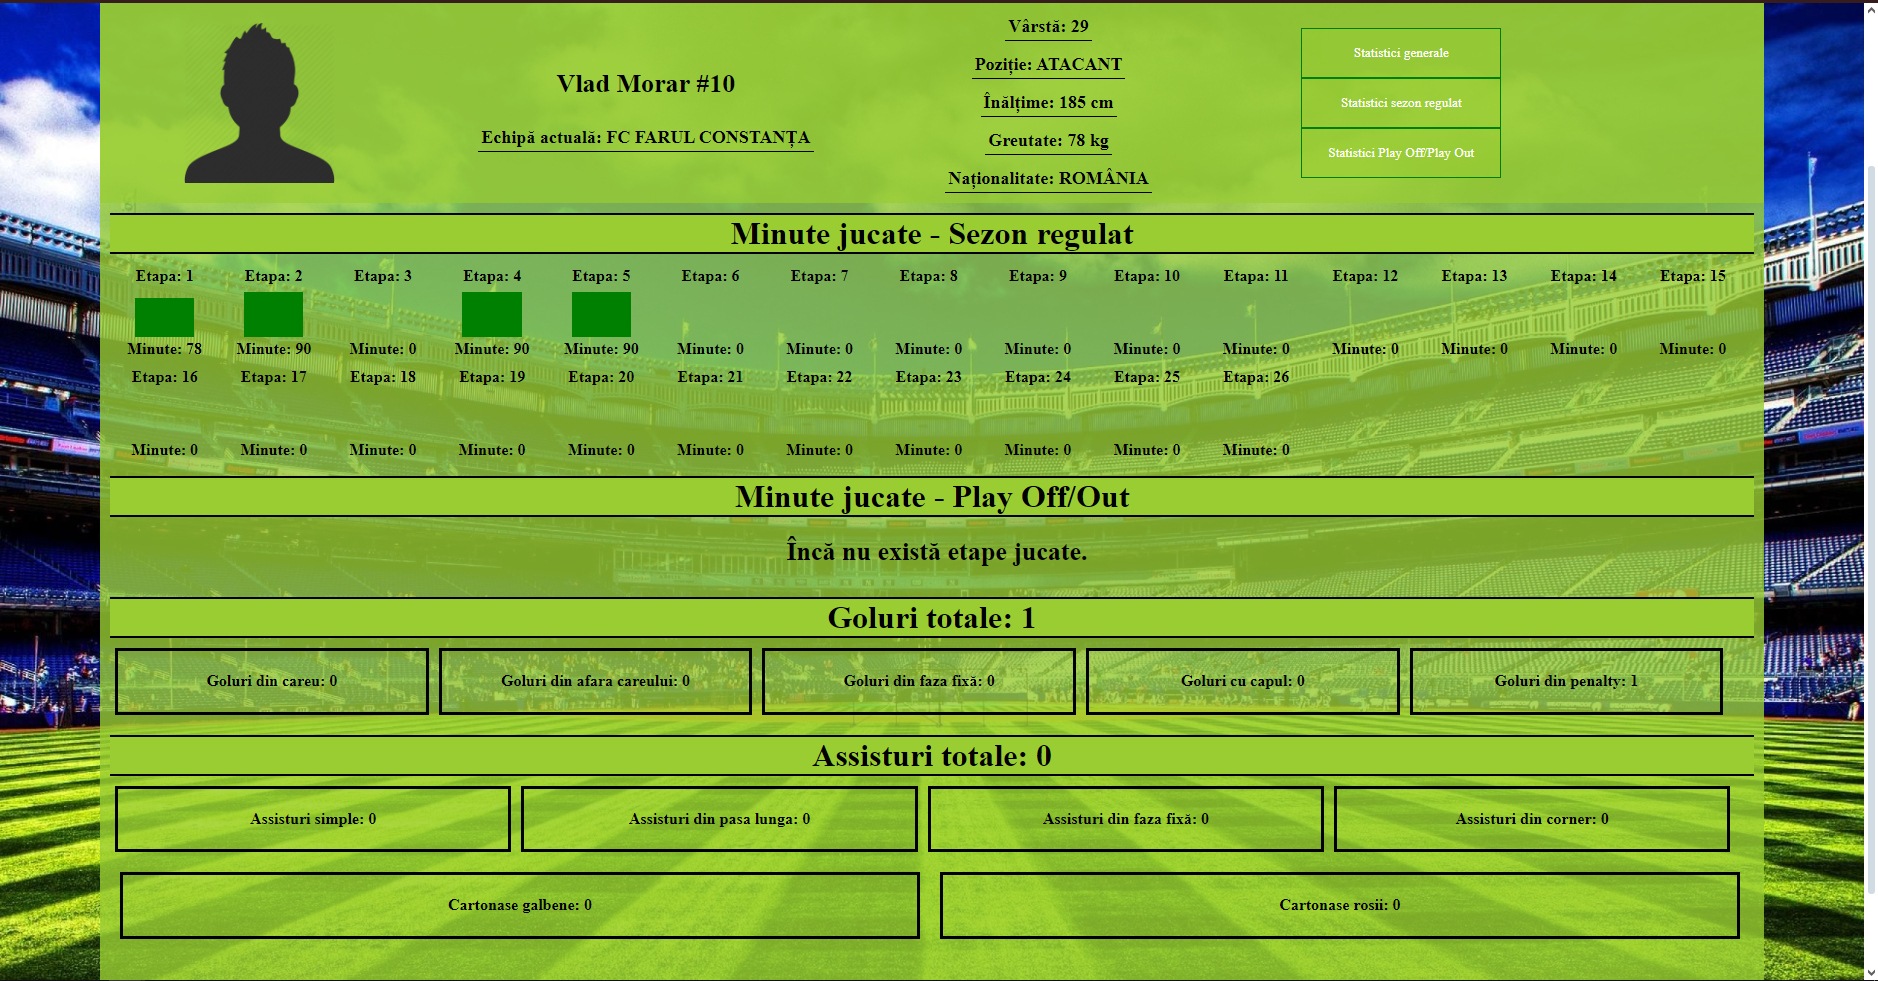 Vlad Morar #10
Echipă actuală: FC FARUL CONSTANȚA
Vârstă: 29
Poziție: ATACANT
Înălțime: 185 cm
Greutate: 78 kg
Naționalitate: ROMÂNIA
Statistici generale
Statistici sezon regulat
Statistici Play Off/Play Out
Minute jucate - Sezon regulat
Etapa: 1 Etapa: 2 Etapa: 3 Etapa: 4 Etapa: 5 Etapa: 6 Etapa: 7 Etapa: 8 Etapa: 9 Etapa: 10 Etapa: 11 Etapa: 12 Etapa: 13 Etapa: 14 Etapa: 15
Minute: 78 Minute: 90 Minute: 0 Minute: 90 Minute: 90 Minute: 0 Minute: 0 Minute: 0 Minute: 0 Minute: 0 Minute: 0 Minute: 0 Minute: 0 Minute: 0 Minute: 0
Etapa: 16 Etapa: 17 Etapa: 18 Etapa: 19 Etapa: 20 Etapa: 21 Etapa: 22 Etapa: 23 Etapa: 24 Etapa: 25 Etapa: 26
Minute: 0 Minute: 0 Minute: 0 Minute: 0 Minute: 0 Minute: 0 Minute: 0 Minute: 0 Minute: 0 Minute: 0 Minute: 0
Minute jucate - Play Off/Out
Încă nu există etape jucate.
Goluri totale: 1
Goluri din careu: 0 Goluri din afara careului: 0 Goluri din faza fixă: 0 Goluri cu capul: 0 Goluri din penalty: 1
Assisturi totale: 0
Assisturi simple: 0 Assisturi din pasa lunga: 0 Assisturi din faza fixă: 0 Assisturi din corner: 0
Cartonase galbene: 0 Cartonase rosii: 0